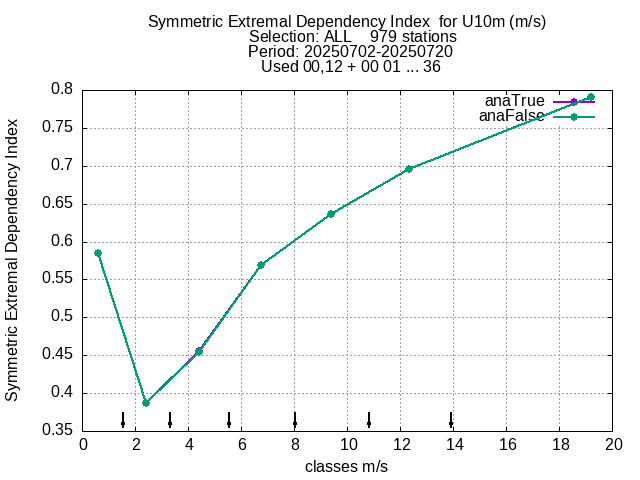 Symmetric Extremal Dependency Index  for U10m (m/s)
Selection: ALL    979 stations
Period: 20250702-20250720
Used 00,12 + 00 01 ... 36
anaTrue
anaFalse
0.8
0.75
0.7
0.65
0.6
0.55
0.5
0.45
0.4
0.35
0 2 4 6 8 10 12 14 16 18 20
classes m/s
Symmetric Extremal Dependency Index